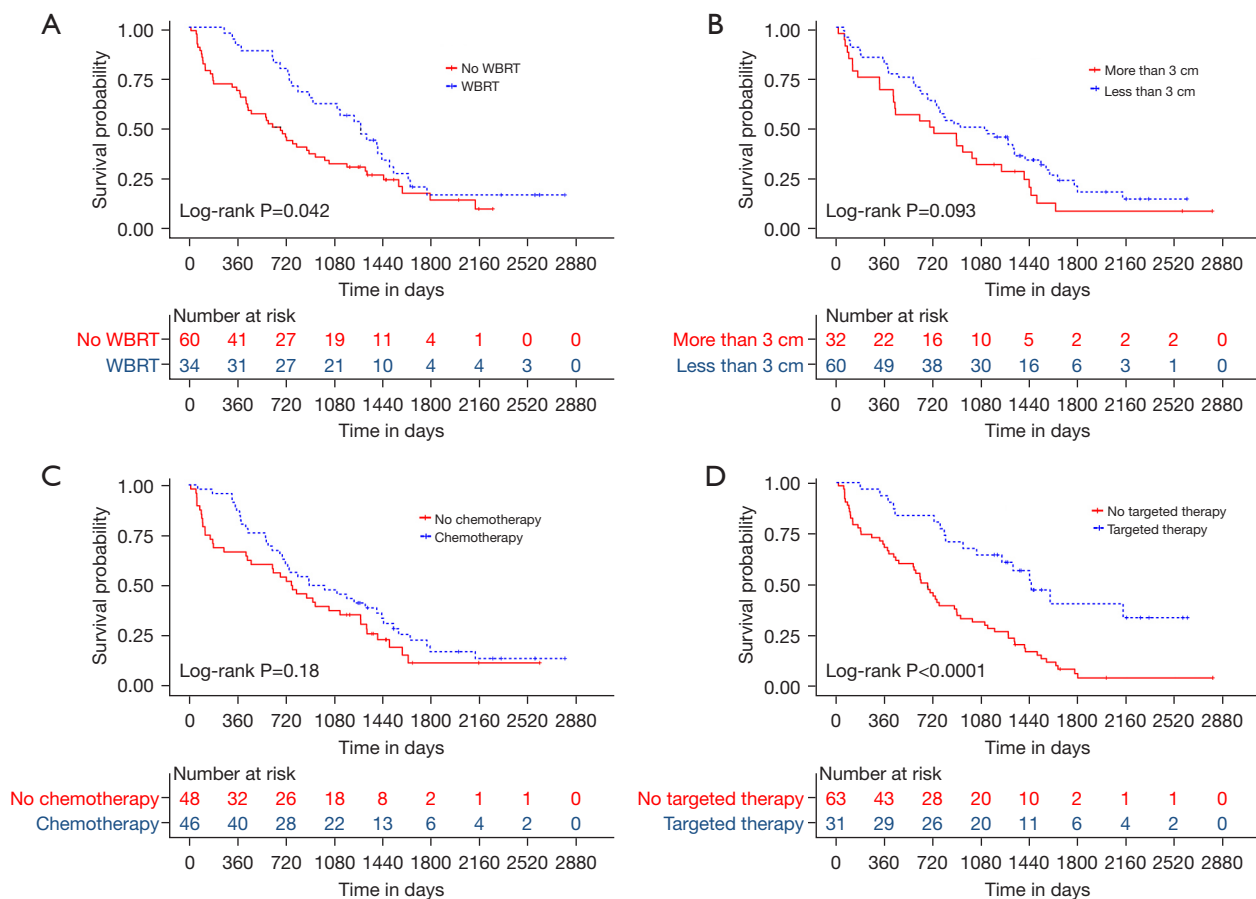 A
Survival probability
1.00
0.75
0.50
0.25
0.00
No WBRT
WBRT
Log-rank P=0.042
0 360 720 1080 1440 1800 2160 2520 2880
Time in days
Number at risk
No WBRT 60 41 27 19 11 4 1 0 0
WBRT 34 31 27 21 10 4 4 3 0
0 360 720 1080 1440 1800 2160 2520 2880
Time in days
B
Survival probability
1.00
0.75
0.50
0.25
0.00
More than 3 cm
Less than 3 cm
Log-rank P=0.093
0 360 720 1080 1440 1800 2160 2520 2880
Time in days
Number at risk
More than 3 cm 32 22 16 10 5 2 2 2 0
Less than 3 cm 60 49 38 30 16 6 3 1 0
0 360 720 1080 1440 1800 2160 2520 2880
Time in days
C
Survival probability
1.00
0.75
0.50
0.25
0.00
No chemotherapy
Chemotherapy
Log-rank P=0.18
0 360 720 1080 1440 1800 2160 2520 2880
Time in days
Number at risk
No chemotherapy 48 32 26 18 8 2 1 1 0
Chemotherapy 46 40 28 22 13 6 4 2 0
0 360 720 1080 1440 1800 2160 2520 2880
Time in days
D
Survival probability
1.00
0.75
0.50
0.25
0.00
No targeted therapy
Targeted therapy
Log-rank P<0.0001
0 360 720 1080 1440 1800 2160 2520 2880
Time in days
Number at risk
No targeted therapy 63 43 28 20 10 2 1 1 0
Targeted therapy 31 29 26 20 11 6 4 2 0
0 360 720 1080 1440 1800 2160 2520 2880
Time in days